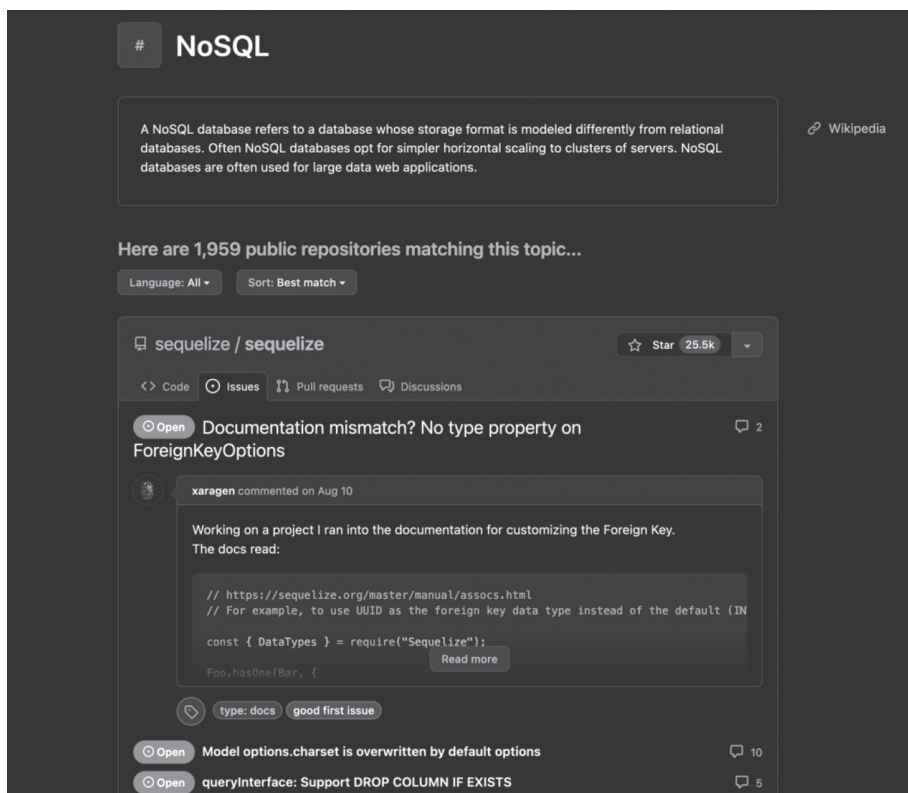 # NoSQL
A NoSQL database refers to a database whose storage format is modeled differently from relational
databases. Often NoSQL databases opt for simpler horizontal scaling to clusters of servers. NoSQL
databases are often used for large data web applications.
Wikipedia
Here are 1,959 public repositories matching this topic...
Language: All
Sort: Best match
sequelize / sequelize
Star 25.5k
<> Code Issues Pull requests Discussions
Open Documentation mismatch? No type property on 2
ForeignKeyOptions
xaragen commented on Aug 10
Working on a project I ran into the documentation for customizing the Foreign Key.
The docs read:
// https://sequelize.org/master/manual/assocs.html
// For example, to use UUID as the foreign key data type instead of the default (IN
const { DataTypes } = require("Sequelize");
Read more
Foo.hasOne(Bar, {
type: docs good first issue
Open Model options.charset is overwritten by default options 10
Open queryInterface: Support DROP COLUMN IF EXISTS 5